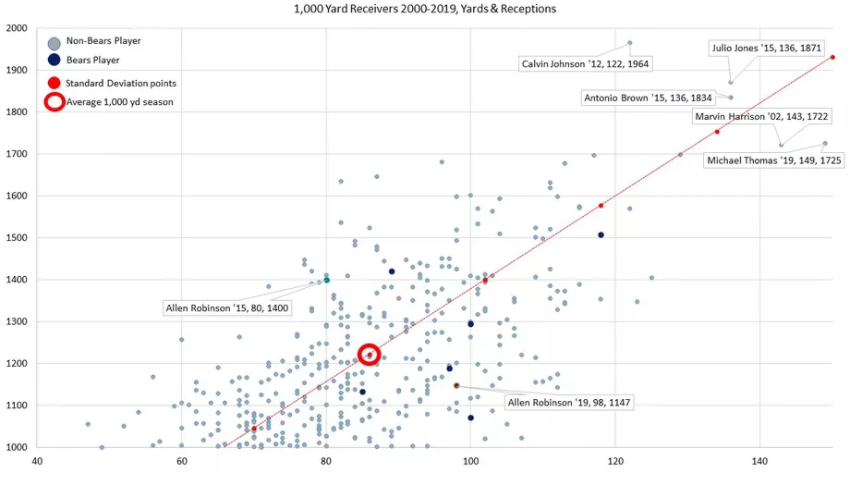 1,000 Yard Receivers 2000-2019, Yards & Receptions
2000
1900
1800
1700
1600
1500
1400
1300
1200
1100
1000
40
60
80
100
120
140
Non-Bears Player
Bears Player
Standard Deviation points
Average 1,000 yd season
Calvin Johnson '12, 122, 1964
Julio Jones '15, 136, 1871
Antonio Brown '15, 136, 1834
Marvin Harrison '02, 143, 1722
Michael Thomas '19, 149, 1725
Allen Robinson '15, 80, 1400
Allen Robinson '19, 98, 1147